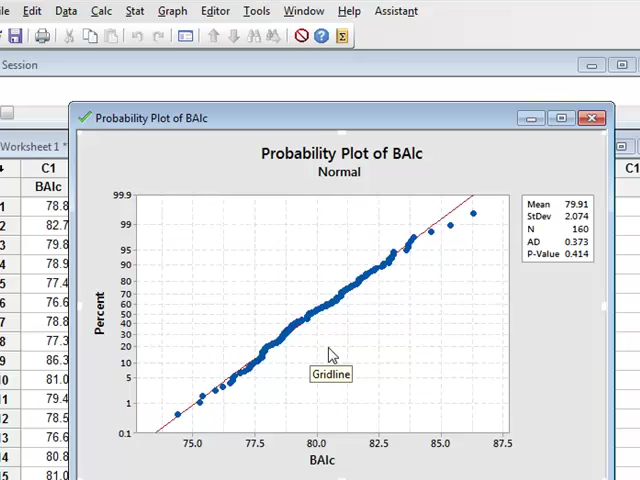 File Edit Data Calc Stat Graph Editor Tools Window Help Assistant
Session
Probability Plot of BAlc
Worksheet 1 *
C1
C1
BAlc
1 78.8
2 82.7
3 79.8
4 78.9
5 77.4
6 76.6
7 78.8
8 77.3
9 86.3
10 81.0
11 79.4
12 78.5
13 76.6
14 80.8
15 81.0
Probability Plot of BAlc
Normal
Mean 79.91
StDev 2.074
N 160
AD 0.373
P-Value 0.414
Percent
99.9
99
95
90
80
70
60
50
40
30
20
10
5
1
0.1
Gridline
75.0 77.5 80.0 82.5 85.0 87.5
BAlc